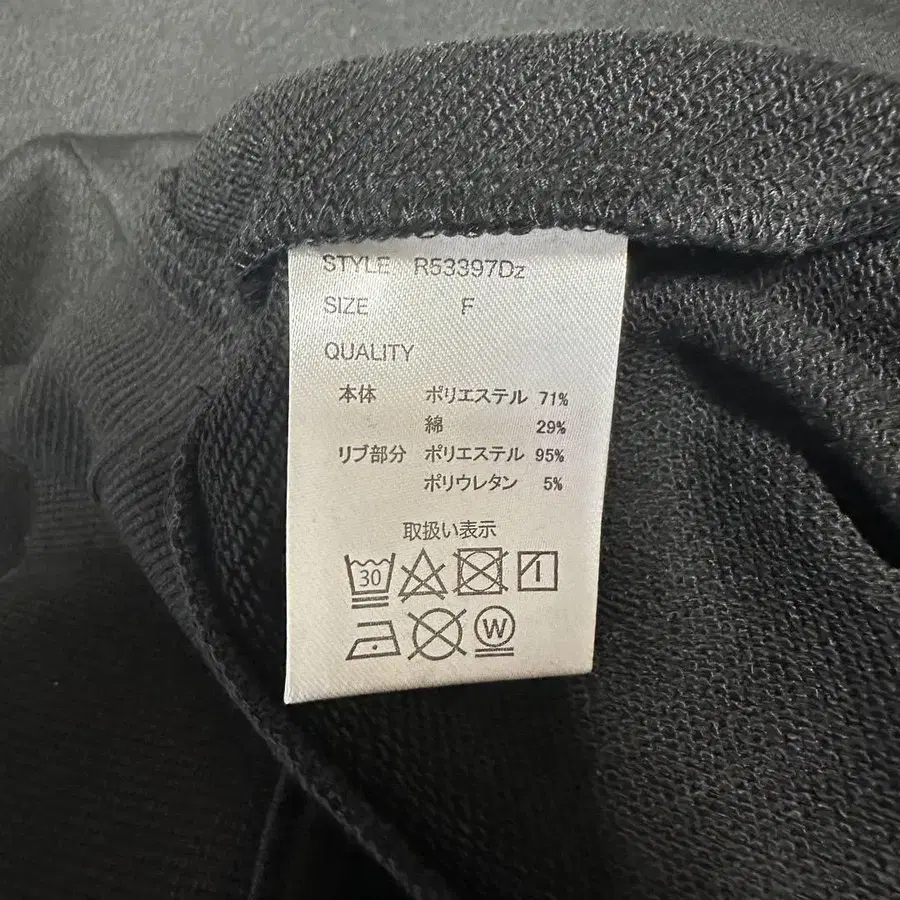 STYLE R53397Dz
SIZE F
QUALITY
本体 ポリエステル 71%
綿 29%
リブ部分 ポリエステル 95%
ポリウレタン 5%
取扱い表示
30
W